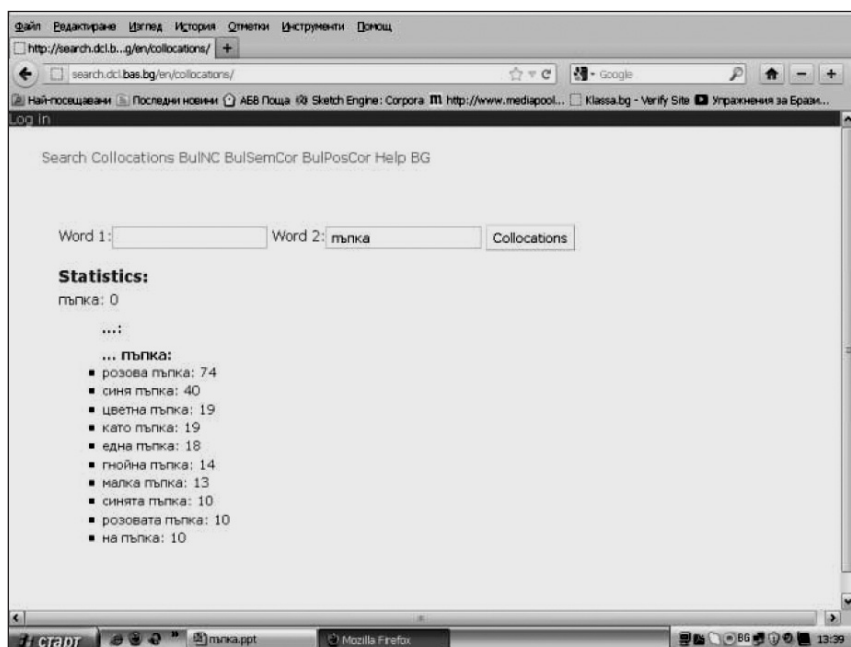 Файл Редактиране Изглед История Отметки Инструменти Помощ
http://search.dcl.b...g/en/collocations/ +
search.dcl.bas.bg/en/collocations/ Google
Най-посещавани Последни новини АБВ Поща Sketch Engine: Corpora m http://www.mediapool... Klassa.bg - Verify Site Упражнения за Брази...
Log in
Search Collocations BulNC BulSemCor BulPosCor Help BG
Word 1: Word 2: пъпка Collocations
Statistics:
пъпка: 0
...:
... пъпка:
розова пъпка: 74
синя пъпка: 40
цветна пъпка: 19
като пъпка: 19
една пъпка: 18
гнойна пъпка: 14
малка пъпка: 13
синята пъпка: 10
розовата пъпка: 10
на пъпка: 10
старт Mozilla Firefox BG 13:39